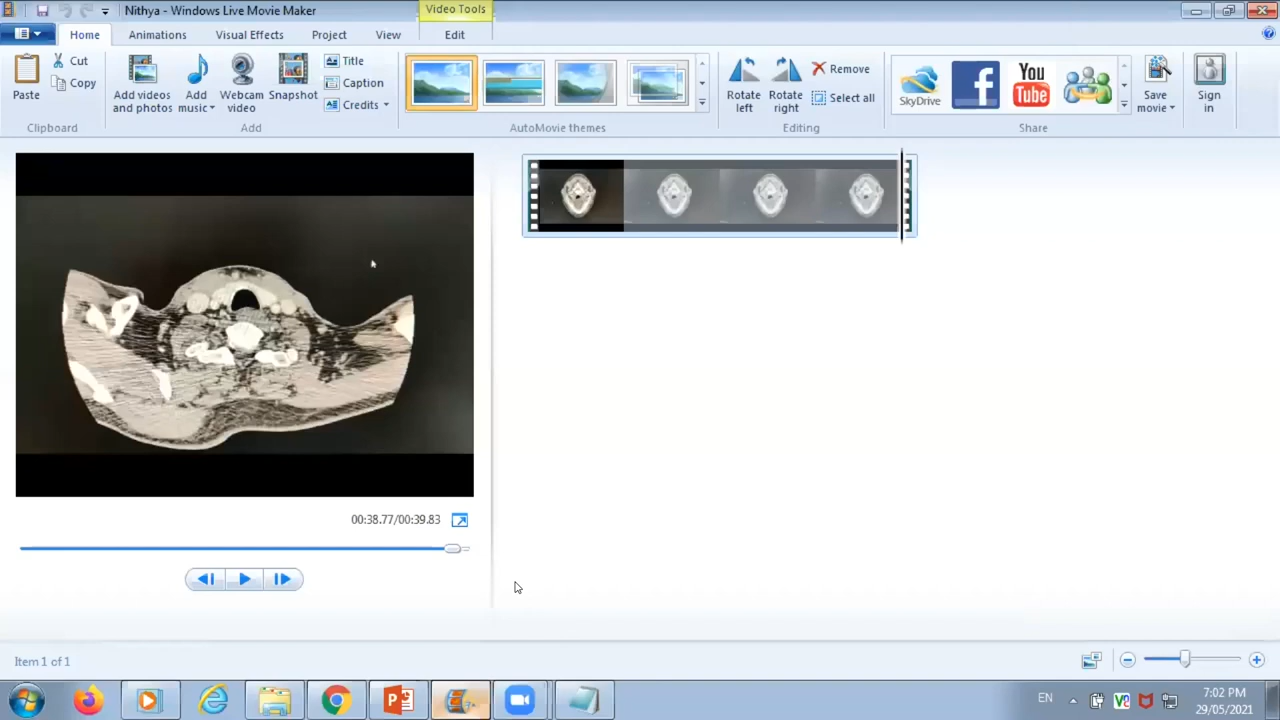 Nithya - Windows Live Movie Maker
Video Tools
Home
Animations
Visual Effects
Project
View
Edit
Paste
Cut
Copy
Clipboard
Add videos
and photos
Add
music
Webcam
video
Snapshot
Title
Caption
Credits
Add
AutoMovie themes
Rotate
left
Rotate
right
Remove
Select all
Editing
SkyDrive
You
Tube
Share
Save
movie
Sign
in
00:38.77/00:39.83
Item 1 of 1
EN
7:02 PM
29/05/2021